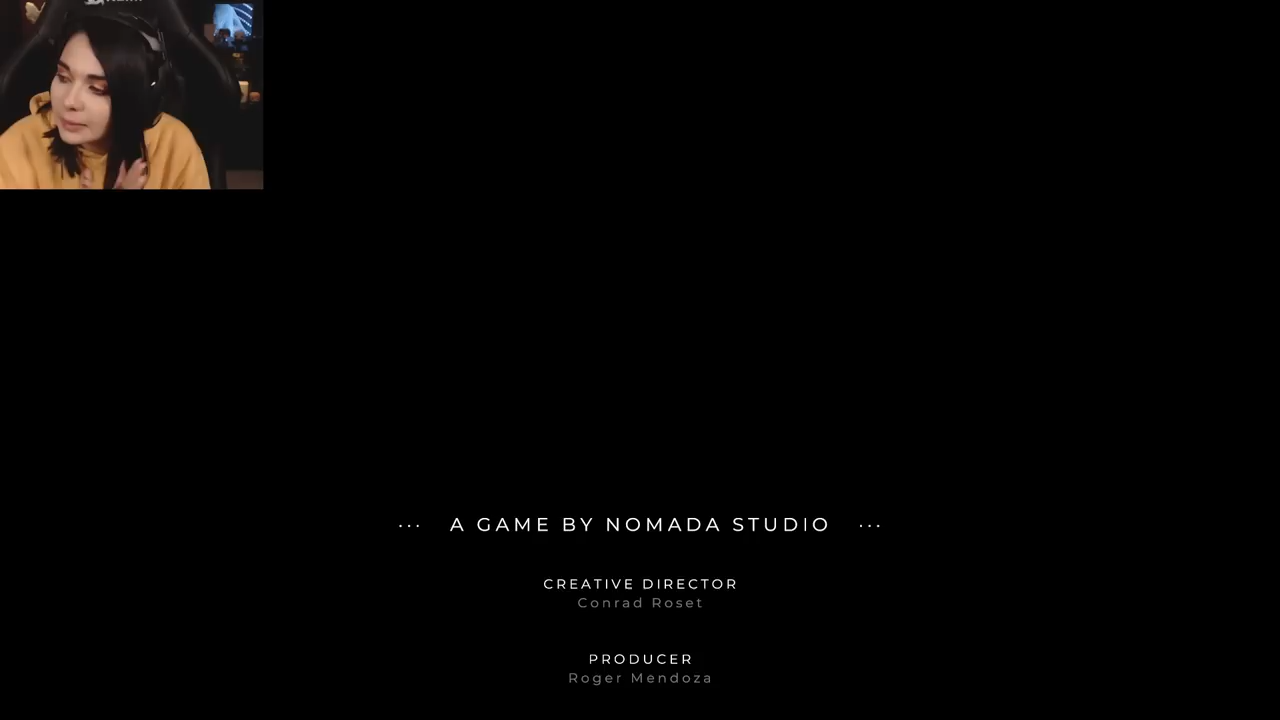 ··· A GAME BY NOMADA STUDIO ···
CREATIVE DIRECTOR
Conrad Roset
PRODUCER
Roger Mendoza